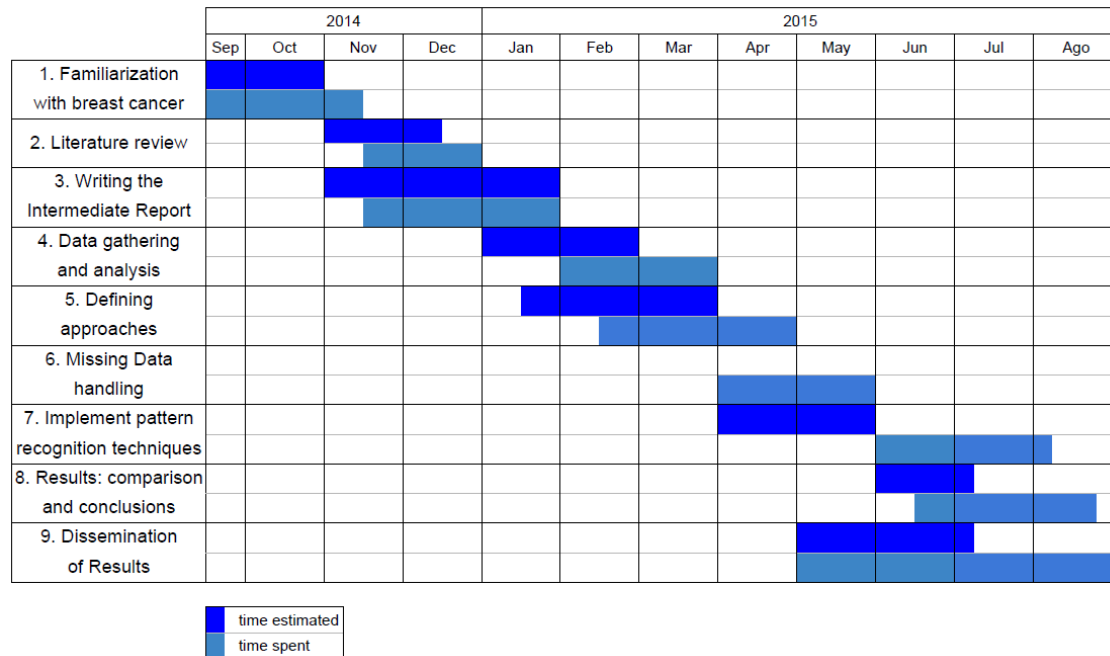 2014 2015
Sep Oct Nov Dec Jan Feb Mar Apr May Jun Jul Ago
1. Familiarization
with breast cancer
2. Literature review
3. Writing the
Intermediate Report
4. Data gathering
and analysis
5. Defining
approaches
6. Missing Data
handling
7. Implement pattern
recognition techniques
8. Results: comparison
and conclusions
9. Dissemination
of Results
time estimated
time spent